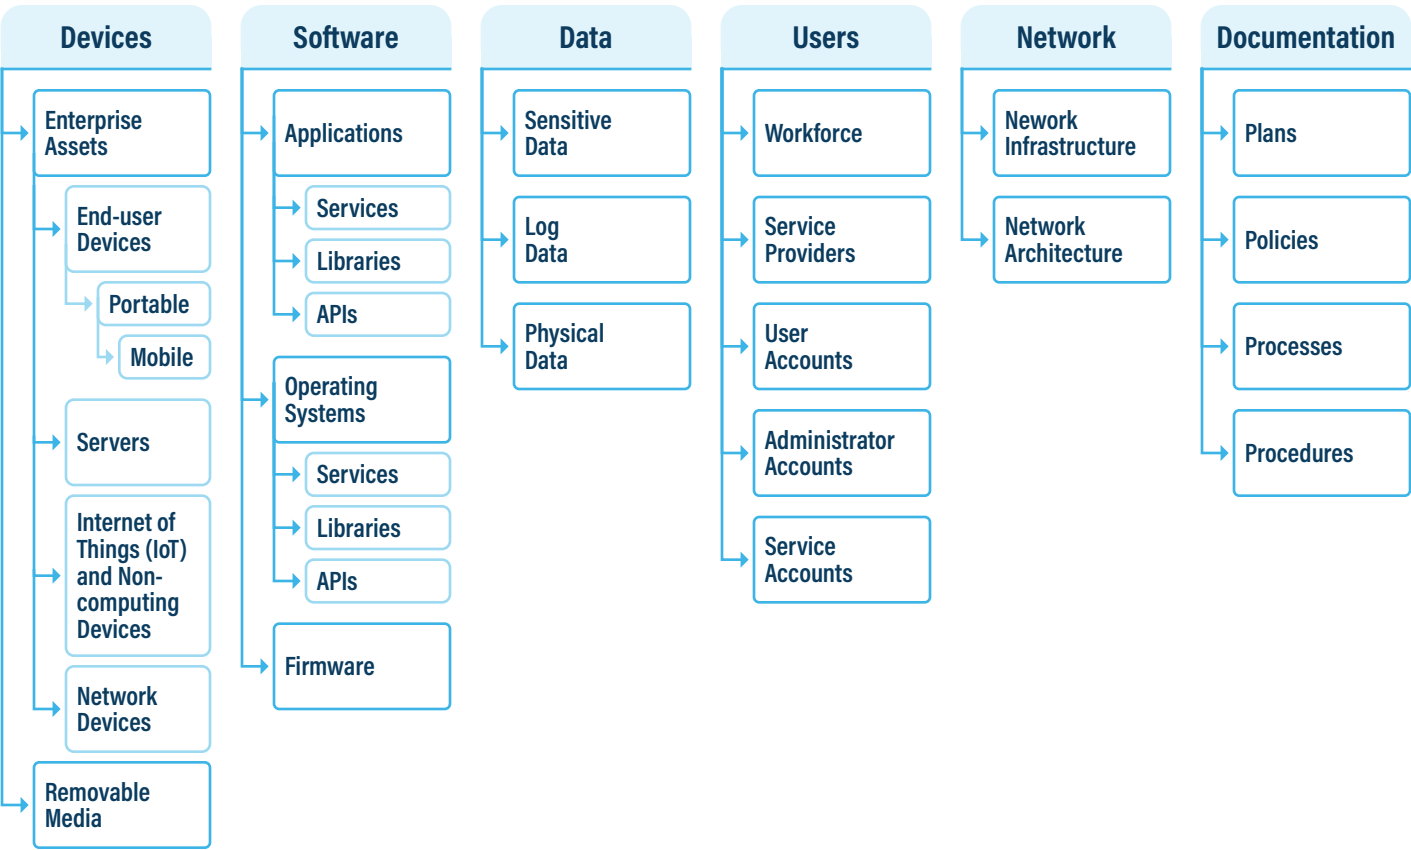 Devices
Enterprise
Assets
End-user
Devices
Portable
Mobile
Servers
Internet of
Things (IoT)
and Non-
computing
Devices
Network
Devices
Removable
Media
Software
Applications
Services
Libraries
APIs
Operating
Systems
Services
Libraries
APIs
Firmware
Data
Sensitive
Data
Log
Data
Physical
Data
Users
Workforce
Service
Providers
User
Accounts
Administrator
Accounts
Service
Accounts
Network
Nework
Infrastructure
Network
Architecture
Documentation
Plans
Policies
Processes
Procedures